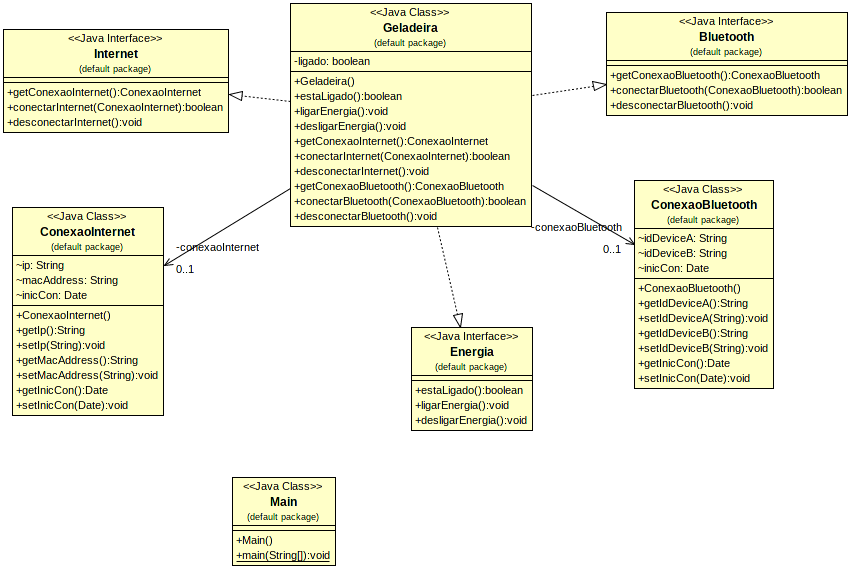 <<Java Interface>>
Internet
(default package)
+getConexaoInternet():ConexaoInternet
+conectarInternet(ConexaoInternet):boolean
+desconectarInternet():void
<<Java Class>>
Geladeira
(default package)
-ligado: boolean
+Geladeira()
+estaLigado():boolean
+ligarEnergia():void
+desligarEnergia():void
+getConexaoInternet():ConexaoInternet
+conectarInternet(ConexaoInternet):boolean
+desconectarInternet():void
+getConexaoBluetooth():ConexaoBluetooth
+conectarBluetooth(ConexaoBluetooth):boolean
+desconectarBluetooth():void
<<Java Interface>>
Bluetooth
(default package)
+getConexaoBluetooth():ConexaoBluetooth
+conectarBluetooth(ConexaoBluetooth):boolean
+desconectarBluetooth():void
<<Java Class>>
ConexaoInternet
(default package)
~ip: String
~macAddress: String
~inicCon: Date
+ConexaoInternet()
+getIp():String
+setIp(String):void
+getMacAddress():String
+setMacAddress(String):void
+getInicCon():Date
+setInicCon(Date):void
-conexaoInternet
0..1
-conexaoBluetooth
0..1
<<Java Class>>
ConexaoBluetooth
(default package)
~idDeviceA: String
~idDeviceB: String
~inicCon: Date
+ConexaoBluetooth()
+getIdDeviceA():String
+setIdDeviceA(String):void
+getIdDeviceB():String
+setIdDeviceB(String):void
+getInicCon():Date
+setInicCon(Date):void
<<Java Interface>>
Energia
(default package)
+estaLigado():boolean
+ligarEnergia():void
+desligarEnergia():void
<<Java Class>>
Main
(default package)
+Main()
+main(String[]):void